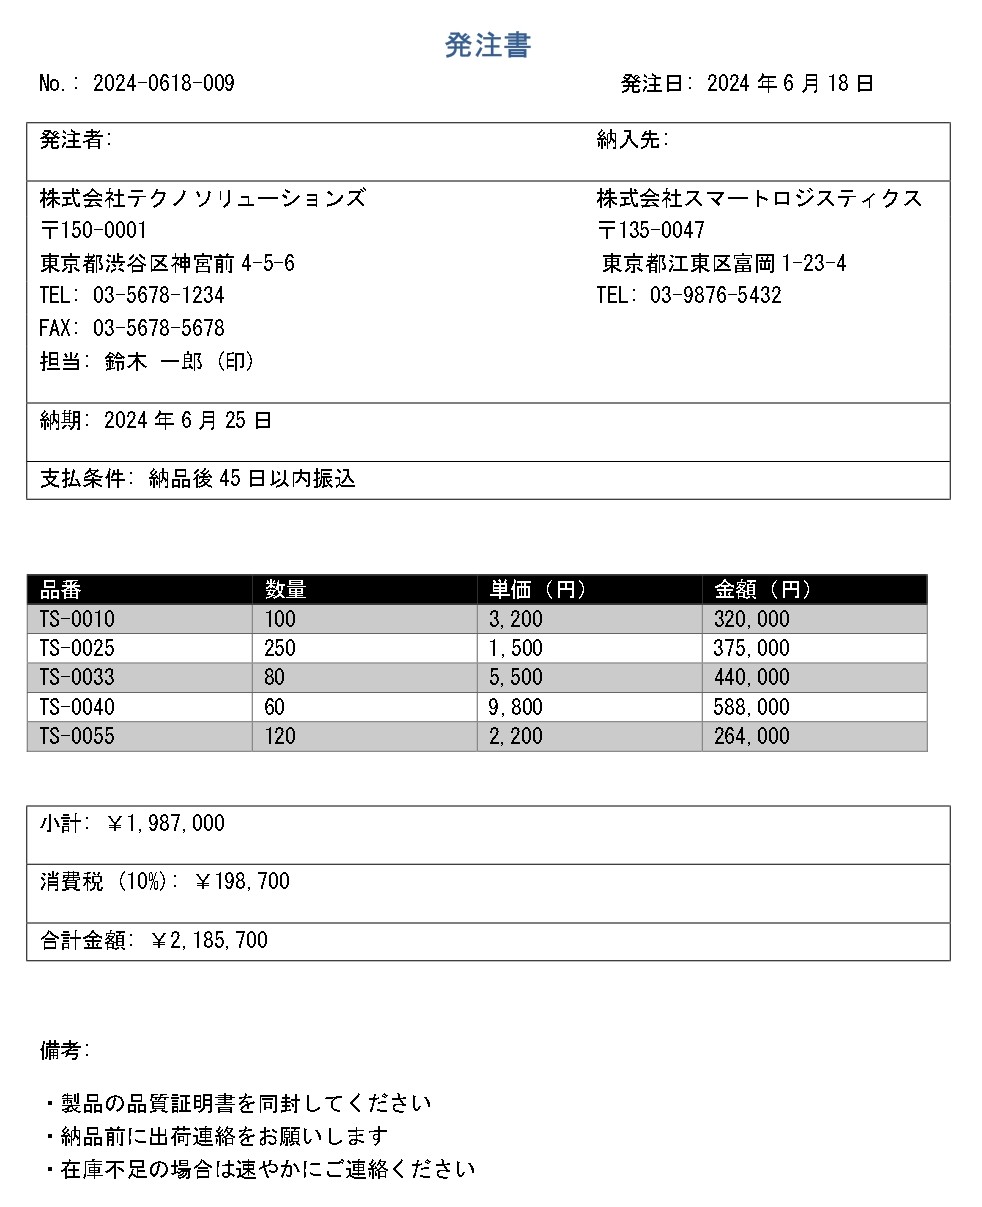 発注書
No.: 2024-0618-009 発注日: 2024 年 6 月 18 日
発注者: 納入先:
株式会社テクノソリューションズ 株式会社スマートロジスティクス
〒150-0001 〒135-0047
東京都渋谷区神宮前 4-5-6 東京都江東区富岡 1-23-4
TEL: 03-5678-1234 TEL: 03-9876-5432
FAX: 03-5678-5678
担当: 鈴木 一郎 (印)
納期: 2024 年 6 月 25 日
支払条件: 納品後 45 日以内振込
品番 数量 単価（円） 金額（円）
TS-0010 100 3,200 320,000
TS-0025 250 1,500 375,000
TS-0033 80 5,500 440,000
TS-0040 60 9,800 588,000
TS-0055 120 2,200 264,000
小計: ￥1,987,000
消費税 (10%): ￥198,700
合計金額: ￥2,185,700
備考:
・製品の品質証明書を同封してください
・納品前に出荷連絡をお願いします
・在庫不足の場合は速やかにご連絡ください